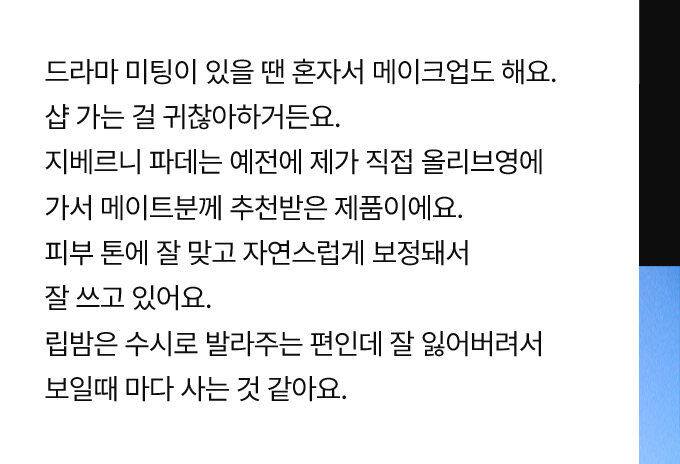 드라마 미팅이 있을 땐 혼자서 메이크업도 해요.
샵 가는 걸 귀찮아하거든요.
지베르니 파데는 예전에 제가 직접 올리브영에
가서 메이트분께 추천받은 제품이에요.
피부 톤에 잘 맞고 자연스럽게 보정돼서
잘 쓰고 있어요.
립밤은 수시로 발라주는 편인데 잘 잃어버려서
보일때 마다 사는 것 같아요.